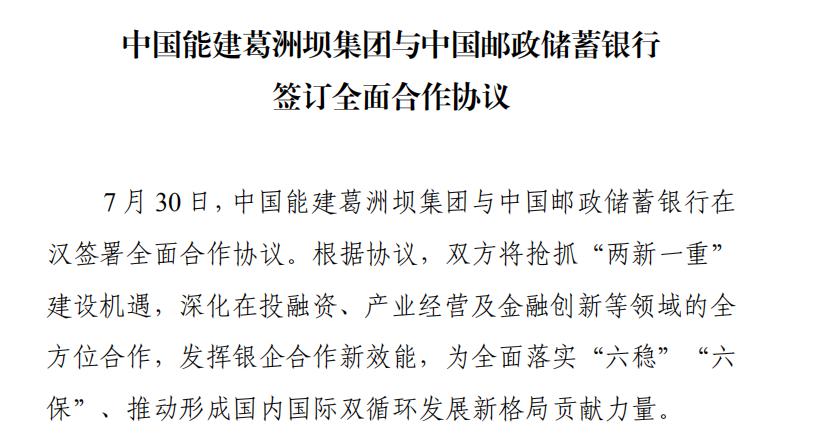 中国能建葛洲坝集团与中国邮政储蓄银行
签订全面合作协议
7 月 30 日，中国能建葛洲坝集团与中国邮政储蓄银行在
汉签署全面合作协议。根据协议，双方将抢抓“两新一重”
建设机遇，深化在投融资、产业经营及金融创新等领域的全
方位合作，发挥银企合作新效能，为全面落实“六稳”“六
保”、推动形成国内国际双循环发展新格局贡献力量。